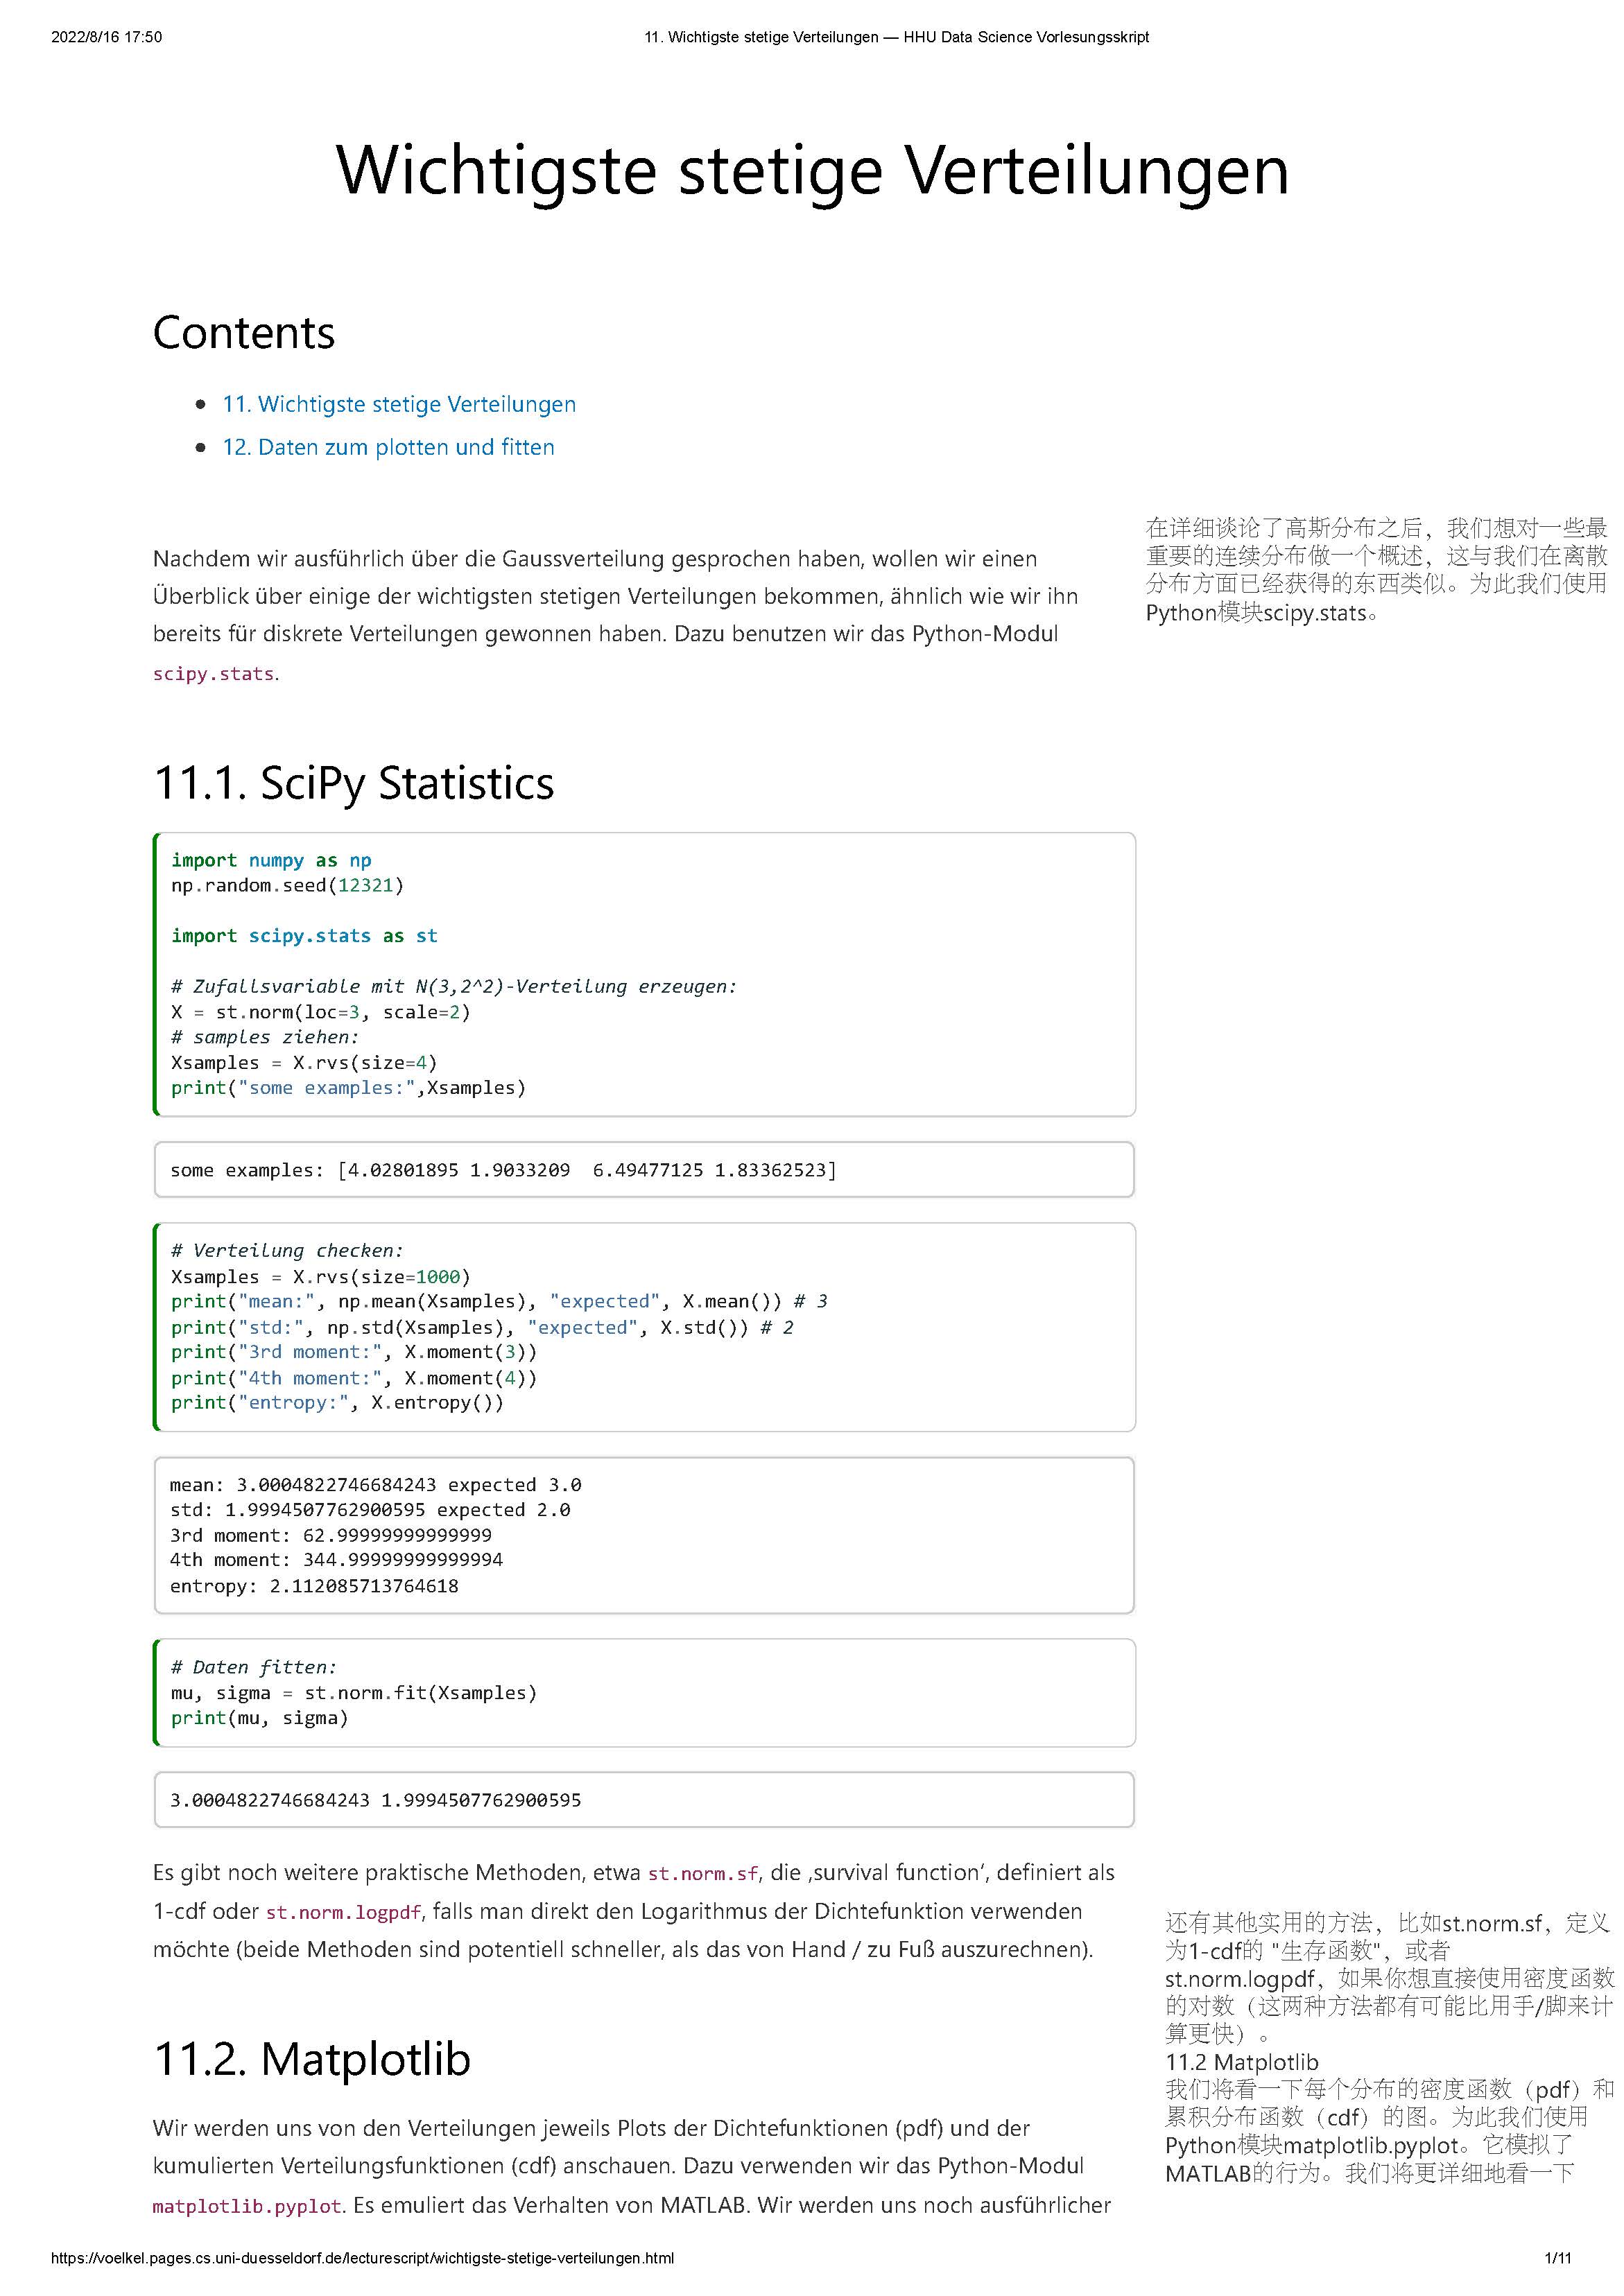 2022/8/16 17:50
11. Wichtigste stetige Verteilungen — HHU Data Science Vorlesungsskript
Wichtigste stetige Verteilungen
Contents
11. Wichtigste stetige Verteilungen
12. Daten zum plotten und fitten
Nachdem wir ausführlich über die Gaussverteilung gesprochen haben, wollen wir einen
Überblick über einige der wichtigsten stetigen Verteilungen bekommen, ähnlich wie wir ihn
bereits für diskrete Verteilungen gewonnen haben. Dazu benutzen wir das Python-Modul
scipy.stats.
在详细谈论了高斯分布之后，我们想对一些最
重要的连续分布做一个概述，这与我们在离散
分布方面已经获得的东西类似。为此我们使用
Python模块scipy.stats。
11.1. SciPy Statistics
import numpy as np
np.random.seed(12321)
import scipy.stats as st
# Zufallsvariable mit N(3,2^2)-Verteilung erzeugen:
X = st.norm(loc=3, scale=2)
# samples ziehen:
Xsamples = X.rvs(size=4)
print("some examples:",Xsamples)
some examples: [4.02801895 1.9033209  6.49477125 1.83362523]
# Verteilung checken:
Xsamples = X.rvs(size=1000)
print("mean:", np.mean(Xsamples), "expected", X.mean()) # 3
print("std:", np.std(Xsamples), "expected", X.std()) # 2
print("3rd moment:", X.moment(3))
print("4th moment:", X.moment(4))
print("entropy:", X.entropy())
mean: 3.0004822746684243 expected 3.0
std: 1.9994507762900595 expected 2.0
3rd moment: 62.99999999999999
4th moment: 344.99999999999994
entropy: 2.112085713764618
# Daten fitten:
mu, sigma = st.norm.fit(Xsamples)
print(mu, sigma)
3.0004822746684243 1.9994507762900595
Es gibt noch weitere praktische Methoden, etwa st.norm.sf, die ‚survival function‘, definiert als
1-cdf oder st.norm.logpdf, falls man direkt den Logarithmus der Dichtefunktion verwenden
möchte (beide Methoden sind potentiell schneller, als das von Hand / zu Fuß auszurechnen).
11.2. Matplotlib
Wir werden uns von den Verteilungen jeweils Plots der Dichtefunktionen (pdf) und der
kumulierten Verteilungsfunktionen (cdf) anschauen. Dazu verwenden wir das Python-Modul
matplotlib.pyplot. Es emuliert das Verhalten von MATLAB. Wir werden uns noch ausführlicher
还有其他实用的方法，比如st.norm.sf，定义
为1-cdf的 "生存函数"，或者
st.norm.logpdf，如果你想直接使用密度函数
的对数（这两种方法都有可能比用手/脚来计
算更快）。
11.2 Matplotlib
我们将看一下每个分布的密度函数（pdf）和
累积分布函数（cdf）的图。为此我们使用
Python模块matplotlib.pyplot。它模拟了
MATLAB的行为。我们将更详细地看一下
https://voelkel.pages.cs.uni-duesseldorf.de/lecturescript/wichtigste-stetige-verteilungen.html
1/11